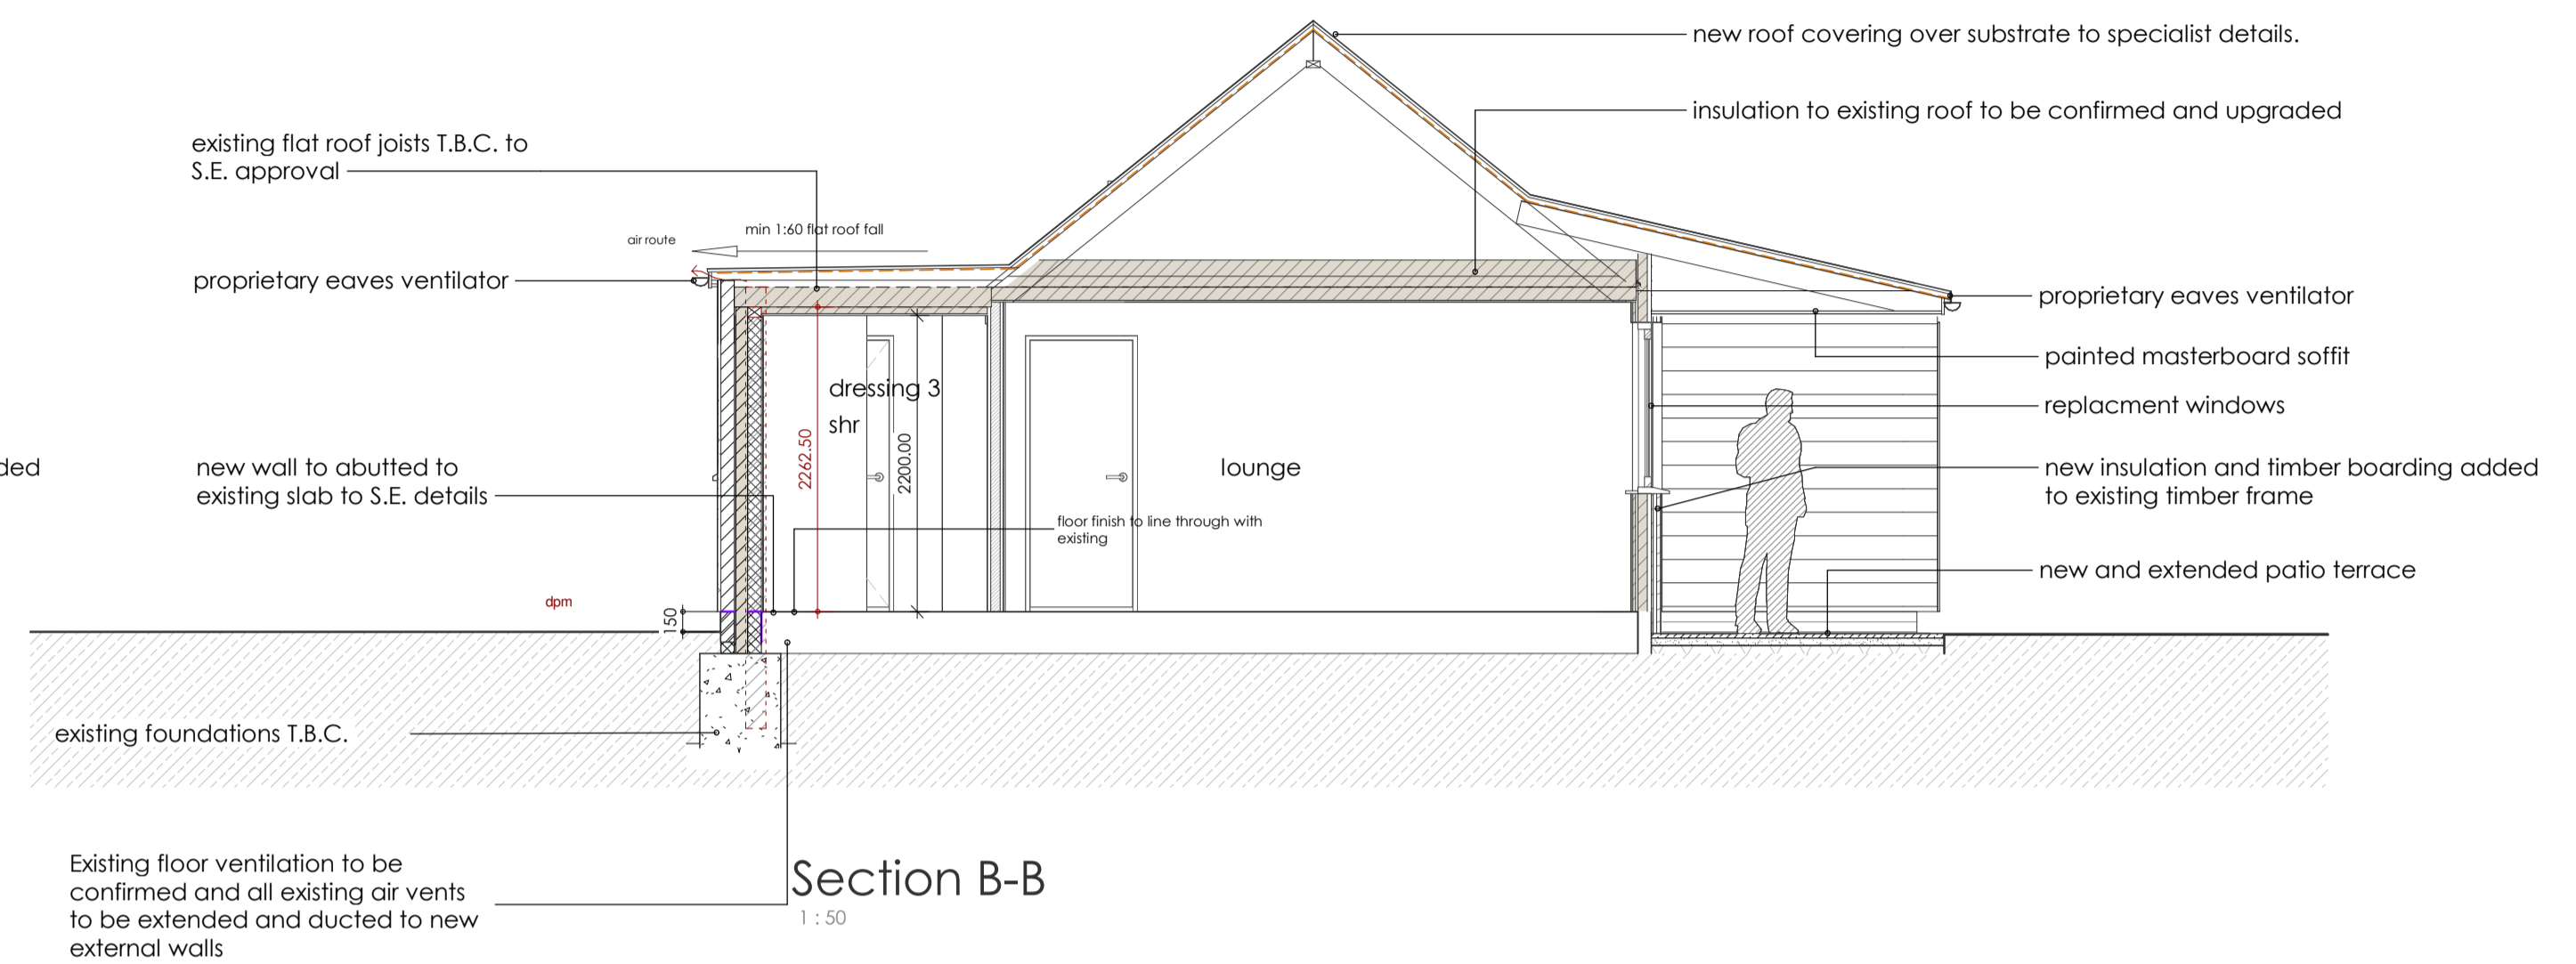 new roof covering over substrate to specialist details.
insulation to existing roof to be confirmed and upgraded
existing flat roof joists T.B.C. to
S.E. approval
min 1:60 flat roof fall
air route
proprietary eaves ventilator
proprietary eaves ventilator
painted masterboard soffit
dressing 3
shr
replacment windows
2262.50
2200.00
lounge
ded
new wall to abutted to
existing slab to S.E. details
new insulation and timber boarding added
to existing timber frame
floor finish to line through with
existing
new and extended patio terrace
dpm
150
existing foundations T.B.C.
Existing floor ventilation to be
confirmed and all existing air vents
to be extended and ducted to new
external walls
Section B-B
1 : 50